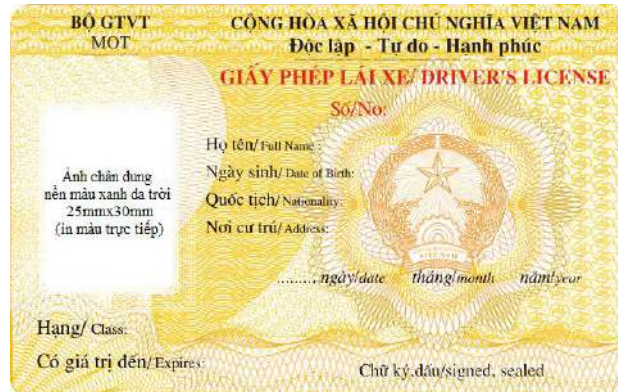 BỘ GTVT
MOT
CỘNG HÒA XÃ HỘI CHỦ NGHĨA VIỆT NAM
Độc lập - Tự do - Hạnh phúc
GIẤY PHÉP LÁI XE/ DRIVER'S LICENSE
Số/No:
Ảnh chân dung
nền màu xanh da trời
25mmx30mm
(in màu trực tiếp)
Họ tên/ Full Name :
Ngày sinh/ Date of Birth:
Quốc tịch/ Nationality:
Nơi cư trú/ Address:
VIET NAM
........., ngày/date tháng/month năm/year
Hạng/ Class:
Có giá trị đến/ Expires:
Chữ ký,dấu/signed, sealed